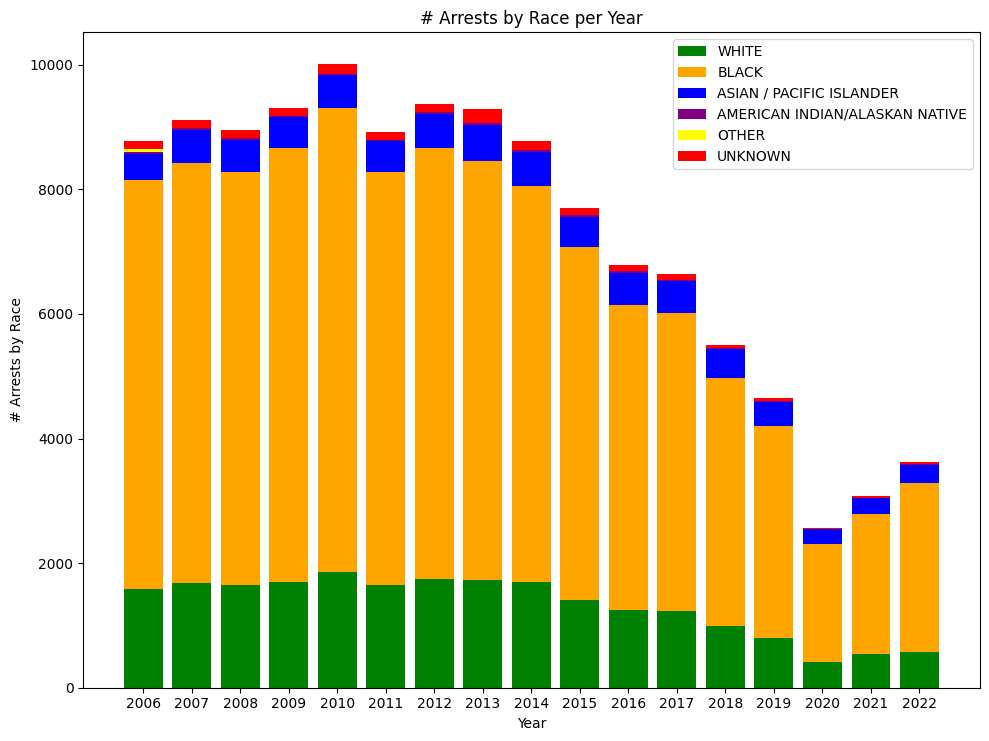 # Arrests by Race per Year
WHITE
BLACK
ASIAN / PACIFIC ISLANDER
AMERICAN INDIAN/ALASKAN NATIVE
OTHER
UNKNOWN
# Arrests by Race
10000
8000
6000
4000
2000
0
2006 2007 2008 2009 2010 2011 2012 2013 2014 2015 2016 2017 2018 2019 2020 2021 2022
Year